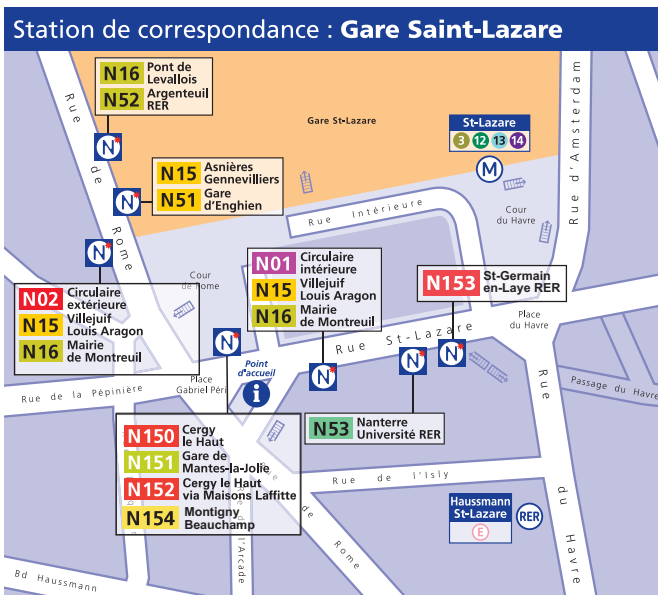 Station de correspondance : Gare Saint-Lazare
N16 Pont de
Levallois
N52 Argenteuil
RER
Gare St-Lazare
St-Lazare
3 12 13 14
M
Rue d'Amsterdam
Rue de Rome
N
N15 Asnières
Gennevilliers
N51 Gare
d'Enghien
N
Rue Intérieure
Cour
du Havre
N
Cour
de Rome
N02 Circulaire
extérieure
N15 Villejuif
Louis Aragon
N16 Mairie
de Montreuil
N01 Circulaire
intérieure
N15 Villejuif
Louis Aragon
N16 Mairie
de Montreuil
N153 St-Germain
en-Laye RER
Place
du Havre
Rue St-Lazare
N
N
N
N
Point
d'accueil
i
Place
Gabriel Péri
Rue de la Pépinière
Passage du Havre
N53 Nanterre
Université RER
N150 Cergy
le Haut
N151 Gare de
Mantes-la-Jolie
N152 Cergy le Haut
via Maisons Laffitte
N154 Montigny
Beauchamp
Rue de l'Isly
Haussmann
St-Lazare
E
RER
Rue du Havre
de Rome
l'Arcade
Bd Haussmann